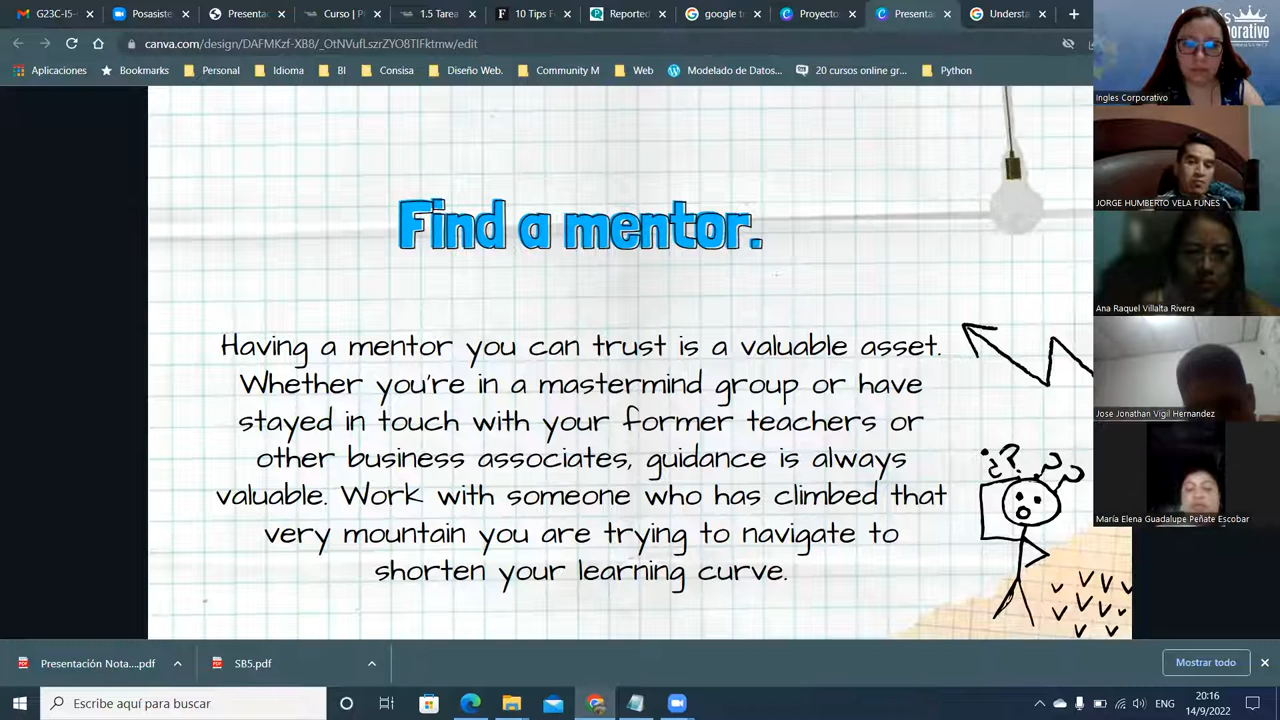 G23C-I5-
Posasiste
Presentac
Curso | P
1.5 Tarea
10 Tips F
Reported
google tr
Proyecto
Presentac
Understa
canva.com/design/DAFMKzf-XB8/_OtNVufLszrZYO8TIFktmw/edit
Aplicaciones
Bookmarks
Personal
Idioma
BI
Consisa
Diseño Web.
Community M
Web
Modelado de Datos...
20 cursos online gr...
Python
Find a mentor.
Having a mentor you can trust is a valuable asset.
Whether you're in a mastermind group or have
stayed in touch with your former teachers or
other business associates, guidance is always
valuable. Work with someone who has climbed that
very mountain you are trying to navigate to
shorten your learning curve.
¿?
Ingles Corporativo
JORGE HUMBERTO VELA FUNES
Ana Raquel Villalta Rivera
Jose Jonathan Vigil Hernandez
María Elena Guadalupe Peñate Escobar
Presentación Nota....pdf
SB5.pdf
Mostrar todo
Escribe aquí para buscar
ENG
20:16
14/9/2022